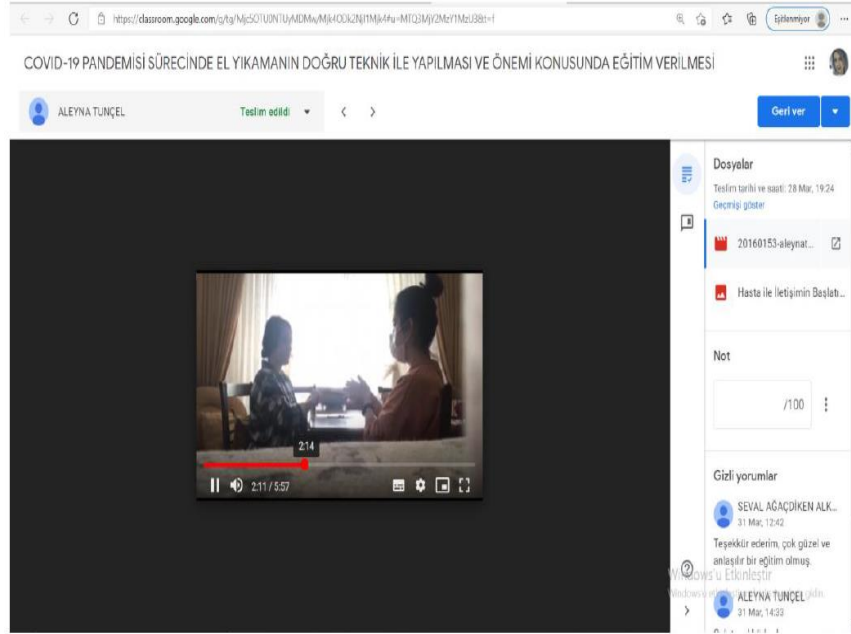 https://classroom.google.com/g/tg/
Eşitlenmiyor
COVID-19 PANDEMİSİ SÜRECİNDE EL YIKAMANIN DOĞRU TEKNİK İLE YAPILMASI VE ÖNEMİ KONUSUNDA EĞİTİM VERİLMESİ
ALEYNA TUNÇEL
Teslim edildi
Geri ver
Dosyalar
Teslim tarihi ve saati: 28 Mar, 19:24
Geçmişi göster
20160153-aleynat...
Hasta ile İletişimin Başlatı...
Not
/100
2:14
2:11 / 5:57
Gizli yorumlar
SEVAL AĞAÇDİKEN ALK...
31 Mar, 12:42
Teşekkür ederim, çok güzel ve
anlaşılır bir eğitim olmuş.
Windows'u Etkinleştir
ALEYNA TUNÇEL
31 Mar, 14:33